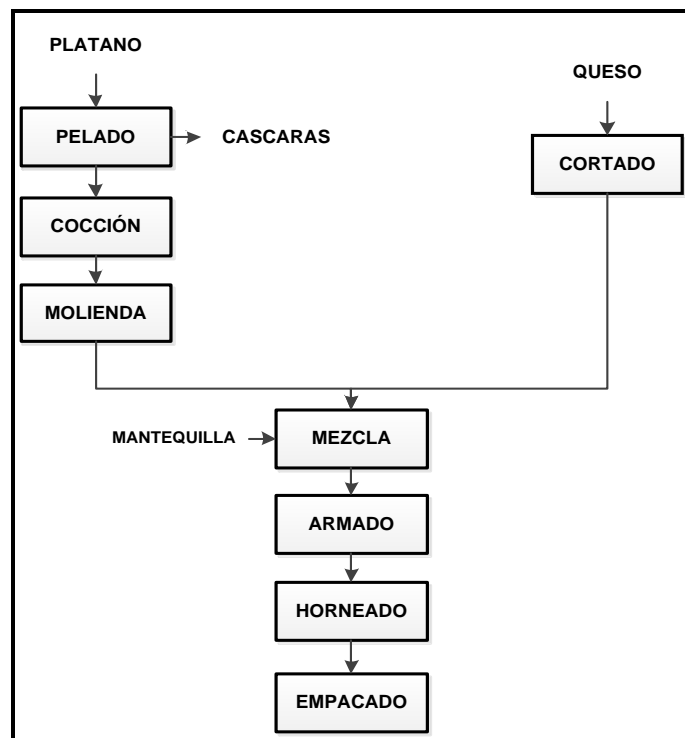 PLATANO
QUESO
PELADO
CASCARAS
CORTADO
COCCIÓN
MOLIENDA
MANTEQUILLA
MEZCLA
ARMADO
HORNEADO
EMPACADO